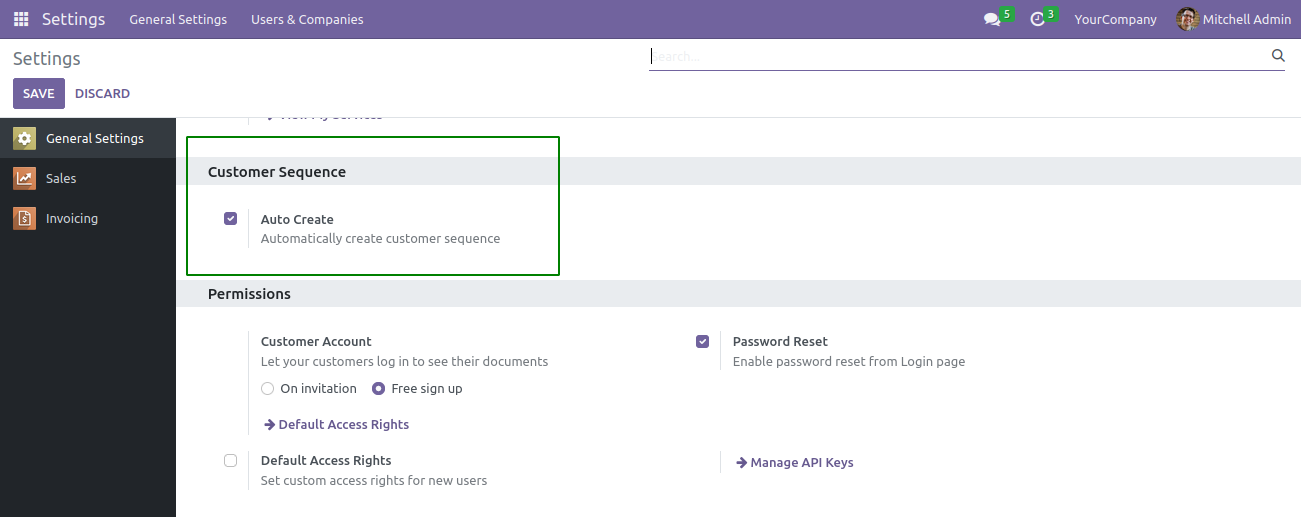 Settings General Settings Users & Companies 5 3 YourCompany Mitchell Admin
Settings Search...
SAVE DISCARD
General Settings
Sales
Invoicing
View My Services
Customer Sequence
Auto Create
Automatically create customer sequence
Permissions
Customer Account
Let your customers log in to see their documents
On invitation Free sign up
Default Access Rights
Password Reset
Enable password reset from Login page
Default Access Rights
Set custom access rights for new users
Manage API Keys